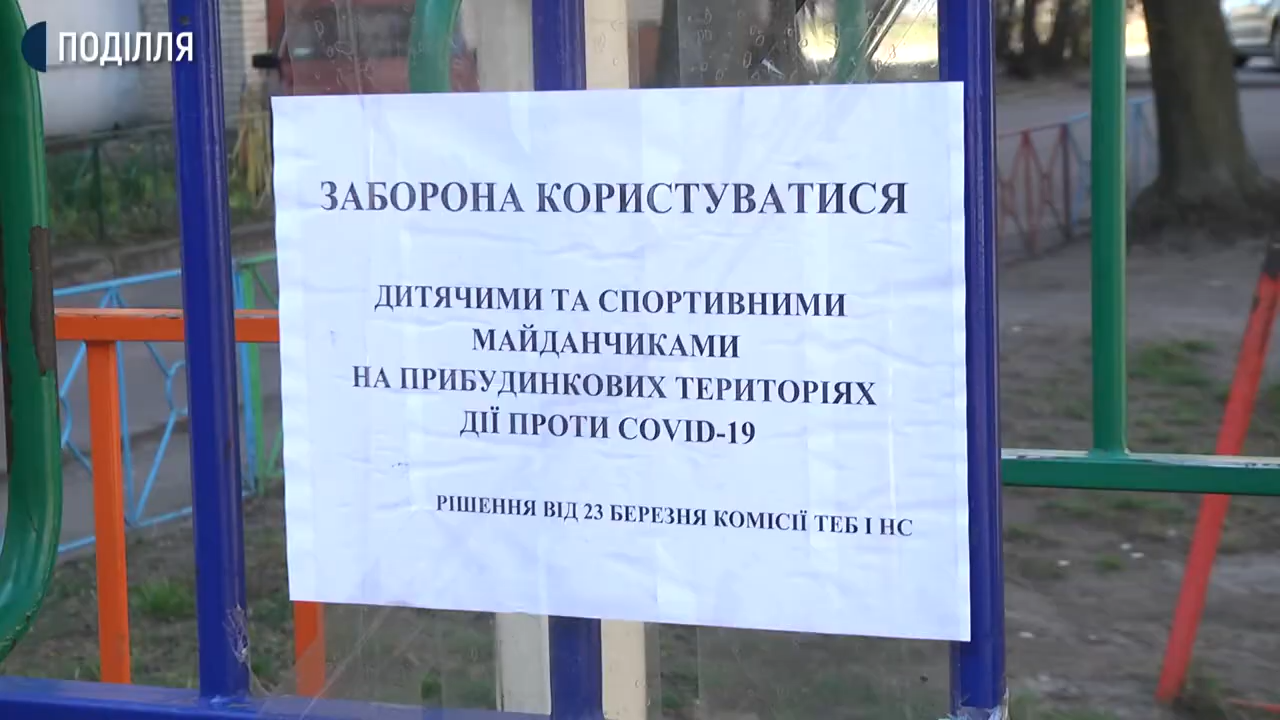 ПОДІЛЛЯ
ЗАБОРОНА КОРИСТУВАТИСЯ
ДИТЯЧИМИ ТА СПОРТИВНИМИ
МАЙДАНЧИКАМИ
НА ПРИБУДИНКОВИХ ТЕРИТОРІЯХ
ДІЇ ПРОТИ COVID-19
РІШЕННЯ ВІД 23 БЕРЕЗНЯ КОМІСІЇ ТЕБ І НС